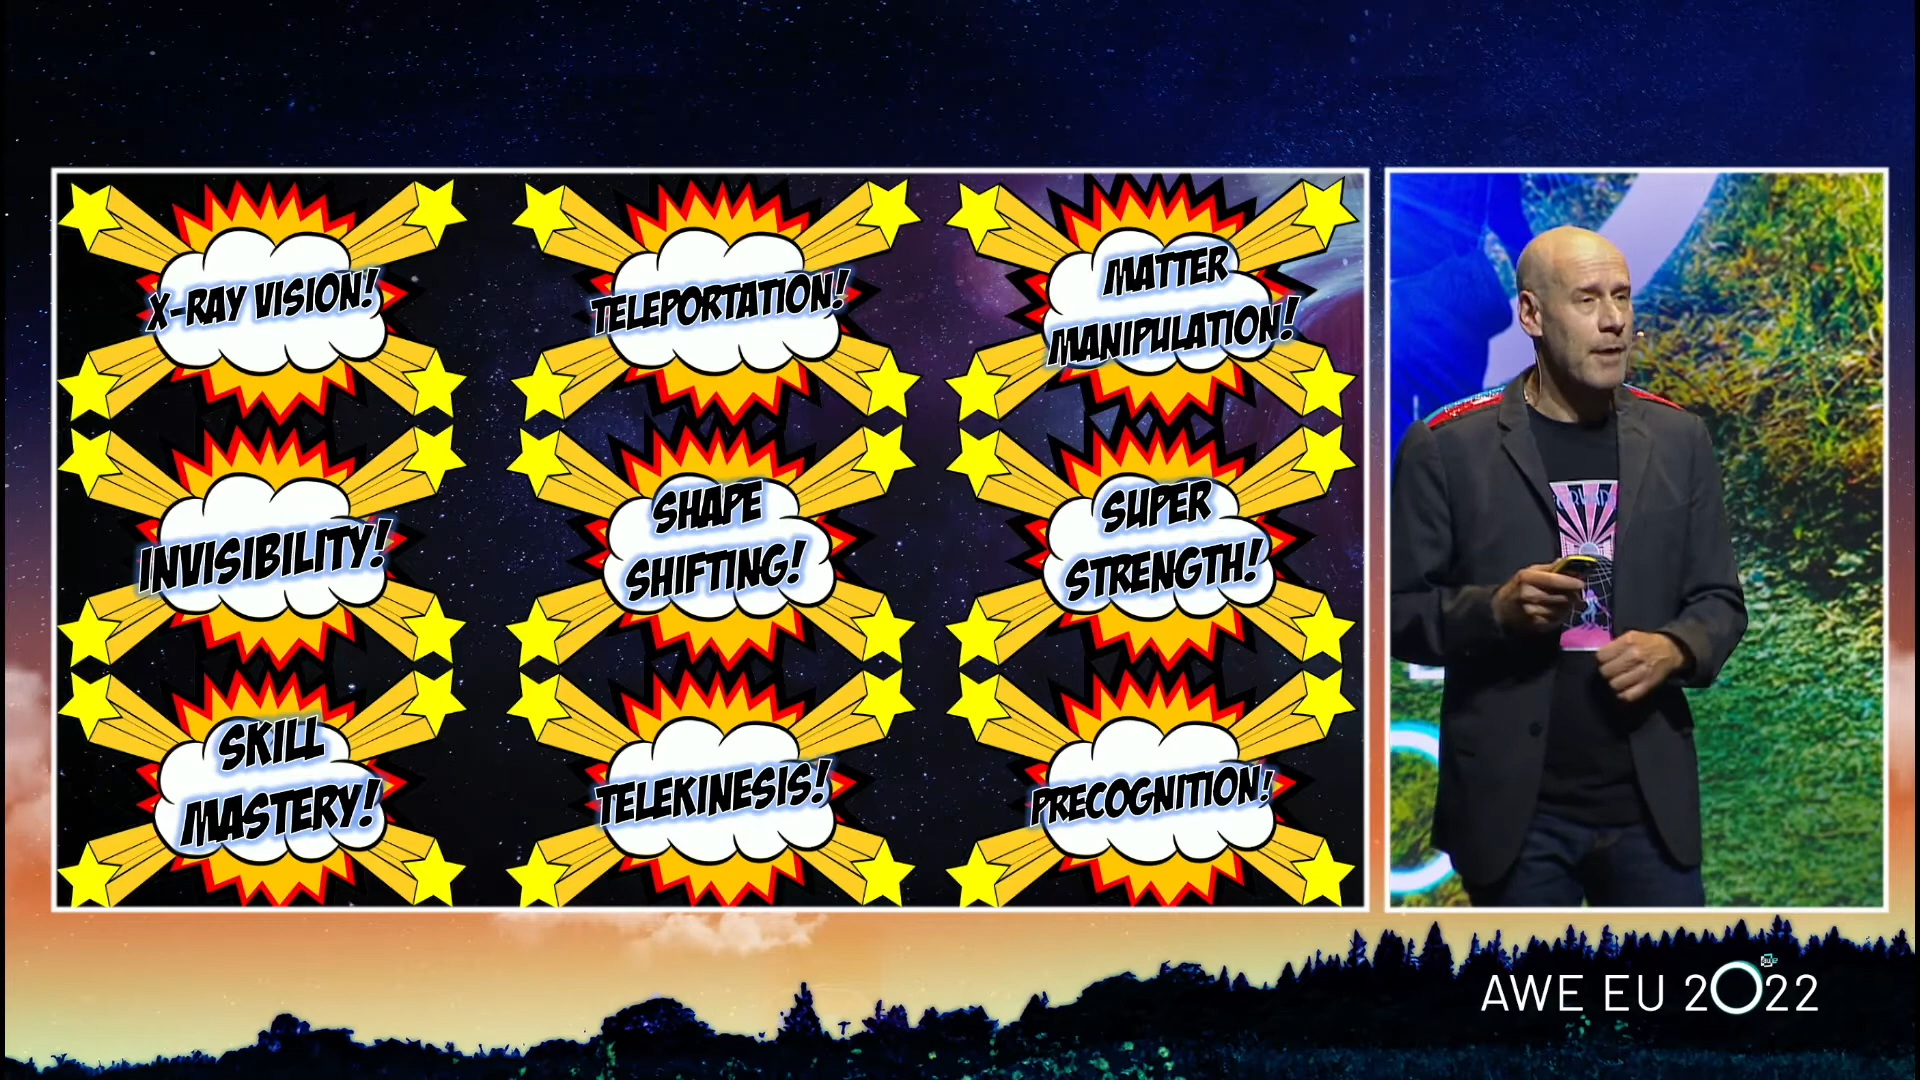 X-RAY VISION!
TELEPORTATION!
MATTER
MANIPULATION!
INVISIBILITY!
SHAPE
SHIFTING!
SUPER
STRENGTH!
SKILL
MASTERY!
TELEKINESIS!
PRECOGNITION!
AWE EU 2022